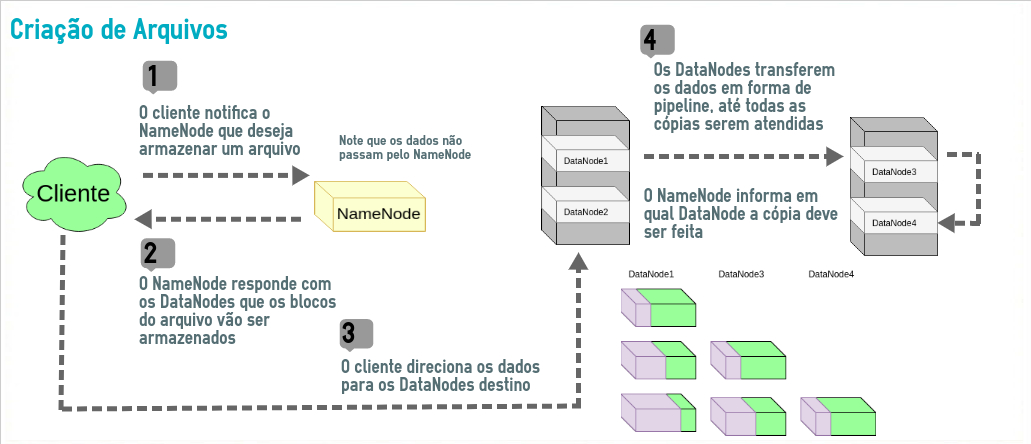 Criação de Arquivos
1
O cliente notifica o
NameNode que deseja
armazenar um arquivo
Note que os dados não
passam pelo NameNode
Cliente
NameNode
2
O NameNode responde com
os DataNodes que os blocos
do arquivo vão ser
armazenados
3
O cliente direciona os dados
para os DataNodes destino
4
Os DataNodes transferem
os dados em forma de
pipeline, até todas as
cópias serem atendidas
DataNode1
DataNode2
DataNode3
DataNode4
O NameNode informa em
qual DataNode a cópia deve
ser feita
DataNode1 DataNode3 DataNode4